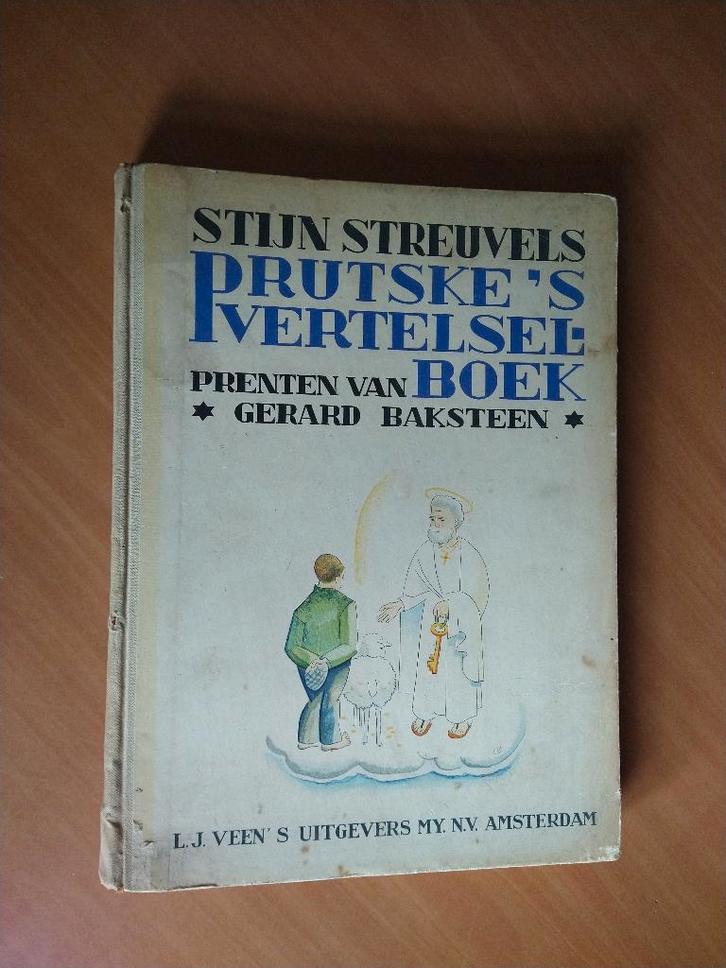 STIJN STREUVELS
PRUTSKE'S
VERTELSEL-
BOEK
PRENTEN VAN
★ GERARD BAKSTEEN ★
L.J. VEEN'S UITGEVERS MY. N.V. AMSTERDAM